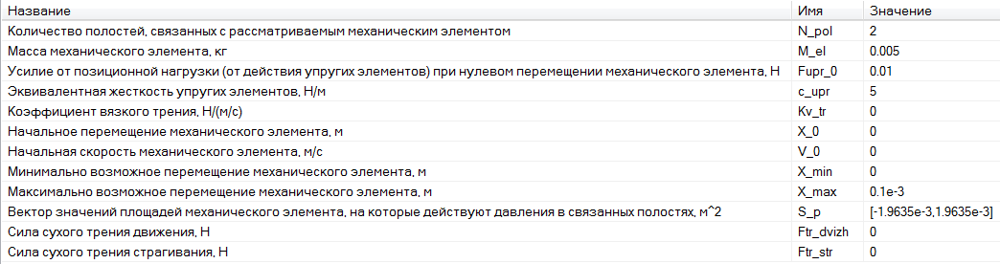 Название Имя Значение
Количество полостей, связанных с рассматриваемым механическим элементом N_pol 2
Масса механического элемента, кг M_el 0.005
Усилие от позиционной нагрузки (от действия упругих элементов) при нулевом перемещении механического элемента, Н Fupr_0 0.01
Эквивалентная жесткость упругих элементов, Н/м c_upr 5
Коэффициент вязкого трения, Н/(м/с) Kv_tr 0
Начальное перемещение механического элемента, м X_0 0
Начальная скорость механического элемента, м/с V_0 0
Минимально возможное перемещение механического элемента, м X_min 0
Максимально возможное перемещение механического элемента, м X_max 0.1e-3
Вектор значений площадей механического элемента, на которые действуют давления в связанных полостях, м^2 S_p [-1.9635e-3,1.9635e-3]
Сила сухого трения движения, Н Ftr_dvizh 0
Сила сухого трения страгивания, Н Ftr_str 0